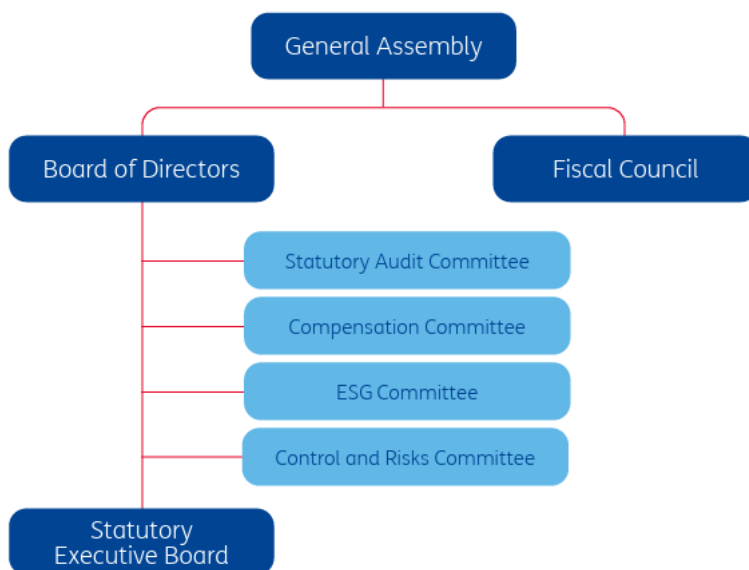 General Assembly
Board of Directors
Fiscal Council
Statutory Audit Committee
Compensation Committee
ESG Committee
Control and Risks Committee
Statutory
Executive Board